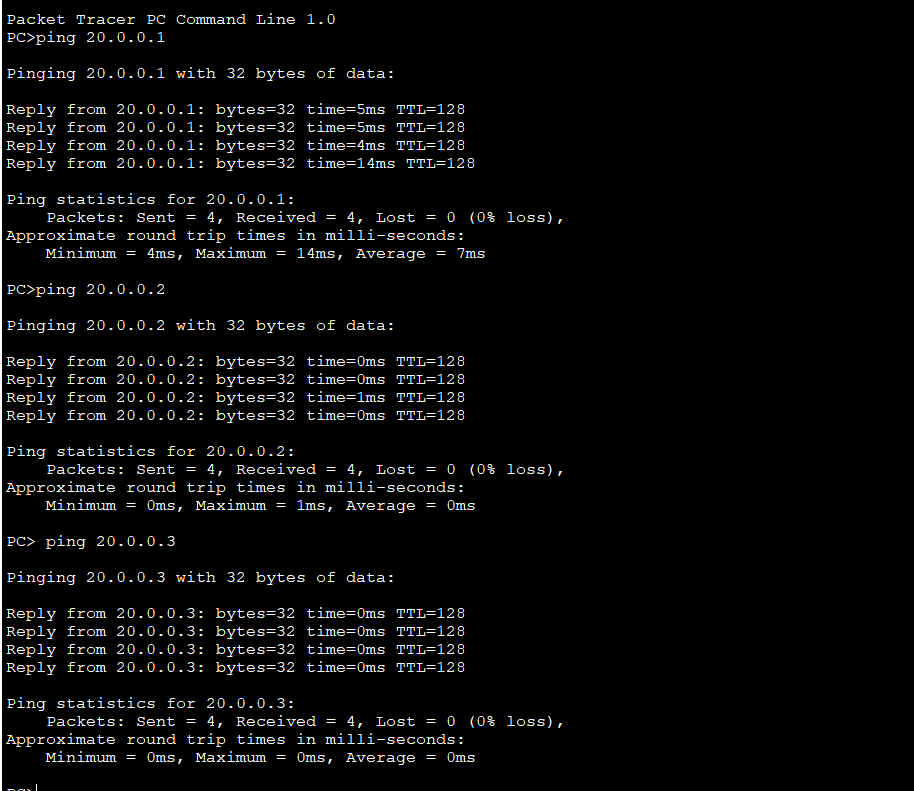 Packet Tracer PC Command Line 1.0
PC>ping 20.0.0.1
Pinging 20.0.0.1 with 32 bytes of data:
Reply from 20.0.0.1: bytes=32 time=5ms TTL=128
Reply from 20.0.0.1: bytes=32 time=5ms TTL=128
Reply from 20.0.0.1: bytes=32 time=4ms TTL=128
Reply from 20.0.0.1: bytes=32 time=14ms TTL=128
Ping statistics for 20.0.0.1:
    Packets: Sent = 4, Received = 4, Lost = 0 (0% loss),
Approximate round trip times in milli-seconds:
    Minimum = 4ms, Maximum = 14ms, Average = 7ms
PC>ping 20.0.0.2
Pinging 20.0.0.2 with 32 bytes of data:
Reply from 20.0.0.2: bytes=32 time=0ms TTL=128
Reply from 20.0.0.2: bytes=32 time=0ms TTL=128
Reply from 20.0.0.2: bytes=32 time=1ms TTL=128
Reply from 20.0.0.2: bytes=32 time=0ms TTL=128
Ping statistics for 20.0.0.2:
    Packets: Sent = 4, Received = 4, Lost = 0 (0% loss),
Approximate round trip times in milli-seconds:
    Minimum = 0ms, Maximum = 1ms, Average = 0ms
PC> ping 20.0.0.3
Pinging 20.0.0.3 with 32 bytes of data:
Reply from 20.0.0.3: bytes=32 time=0ms TTL=128
Reply from 20.0.0.3: bytes=32 time=0ms TTL=128
Reply from 20.0.0.3: bytes=32 time=0ms TTL=128
Reply from 20.0.0.3: bytes=32 time=0ms TTL=128
Ping statistics for 20.0.0.3:
    Packets: Sent = 4, Received = 4, Lost = 0 (0% loss),
Approximate round trip times in milli-seconds:
    Minimum = 0ms, Maximum = 0ms, Average = 0ms
PC>